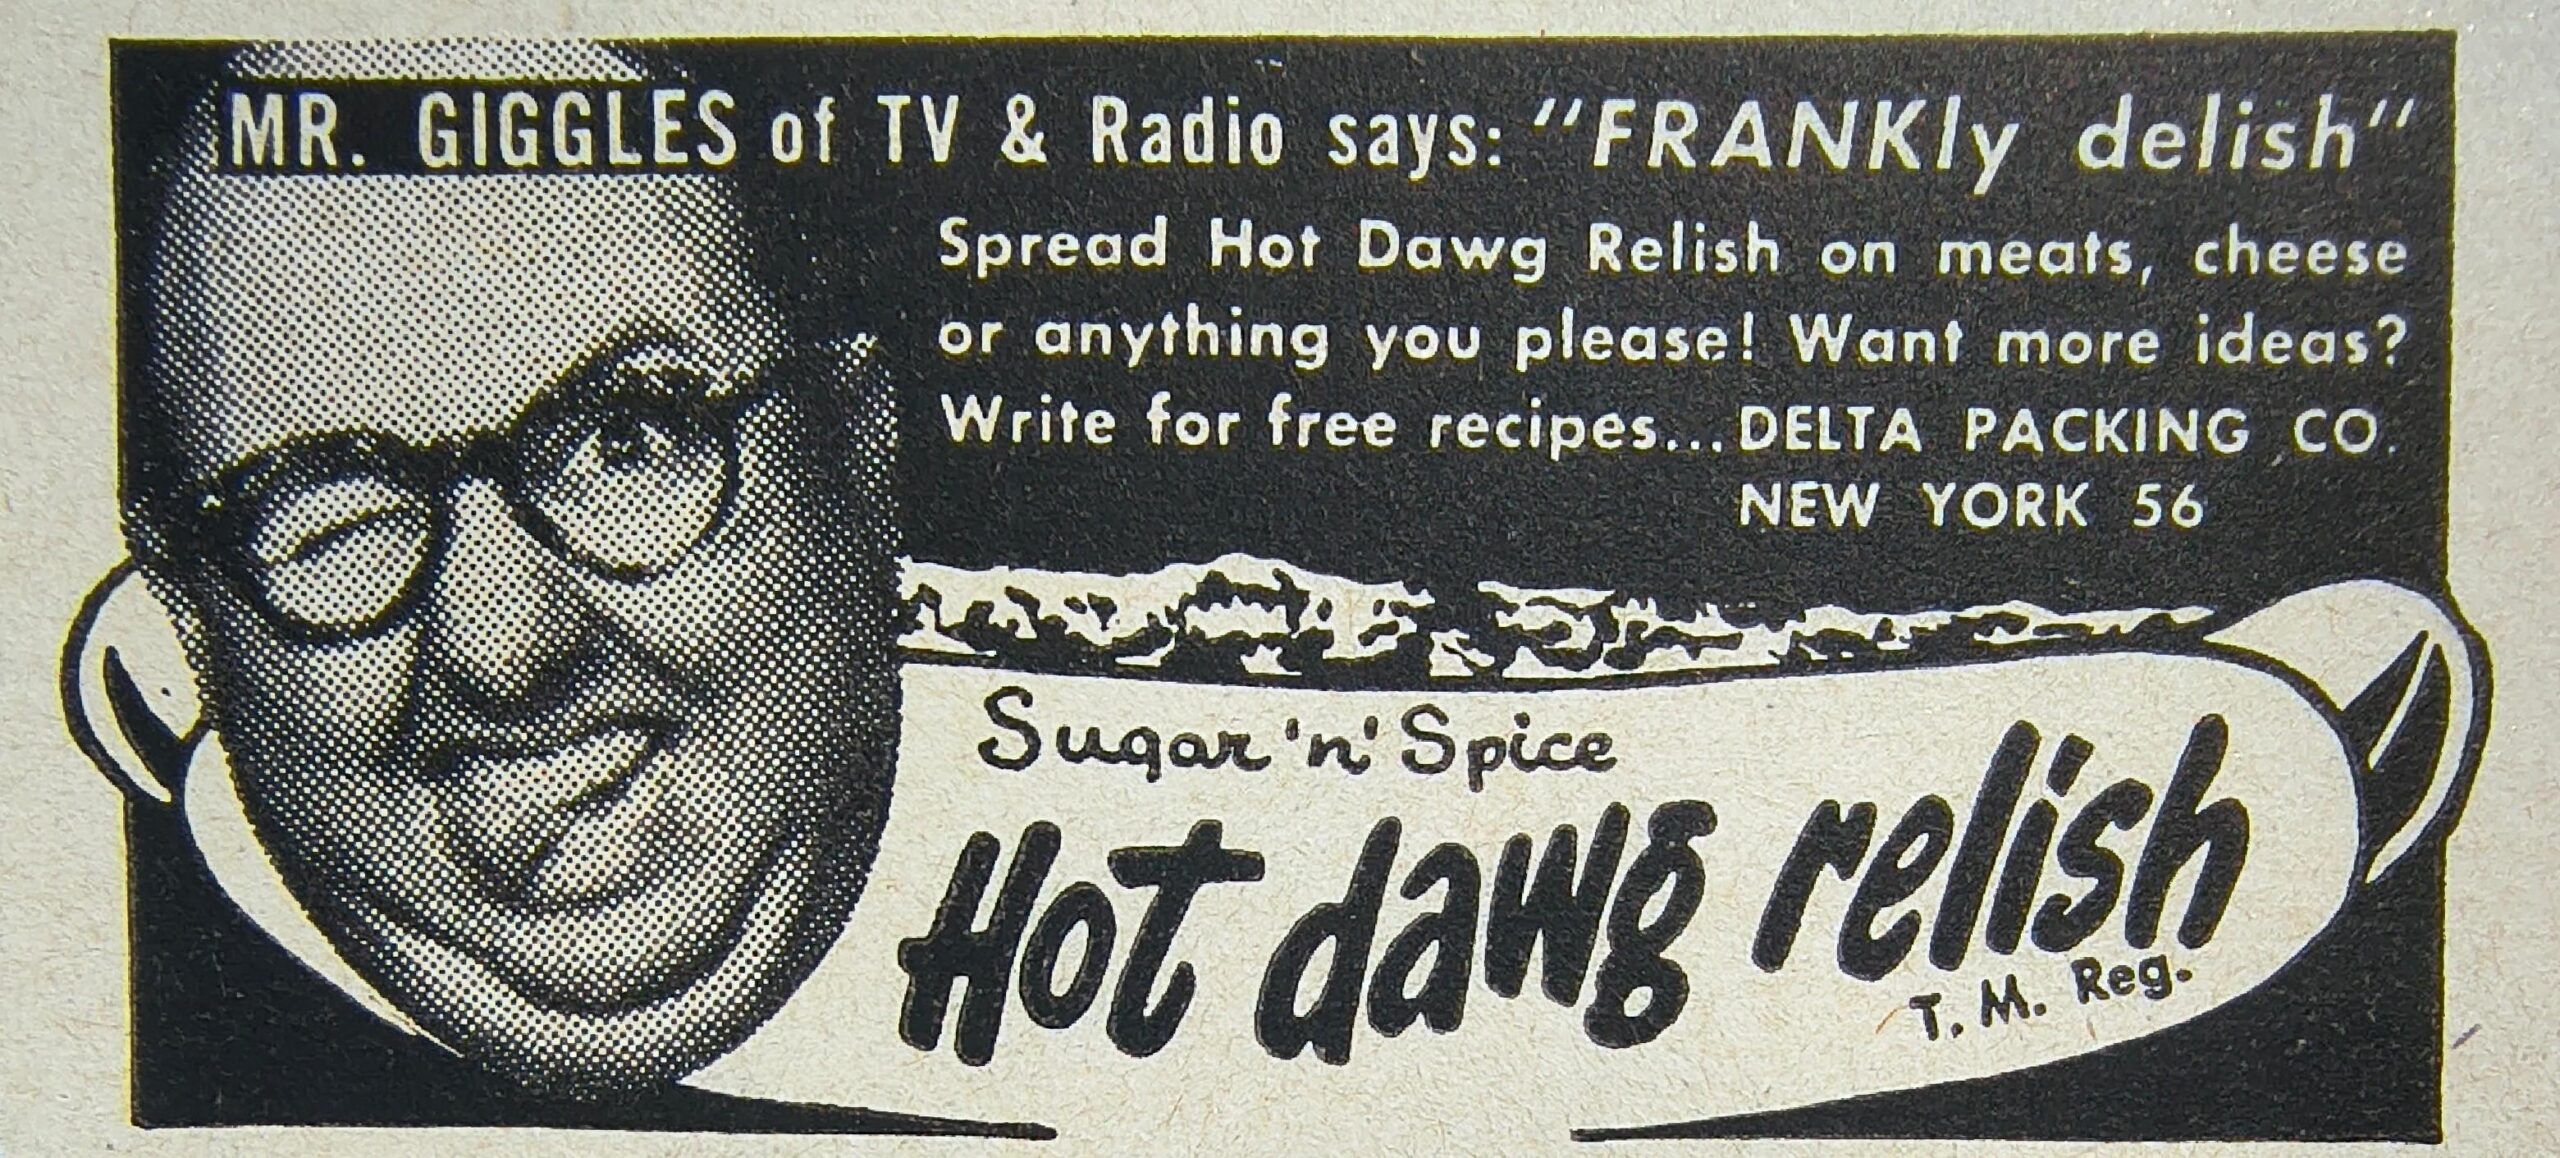 MR. GIGGLES of TV & Radio says: "FRANKly delish"
Spread Hot Dawg Relish on meats, cheese
or anything you please! Want more ideas?
Write for free recipes...DELTA PACKING CO.
NEW YORK 56
Sugar 'n' Spice
Hot dawg relish
T. M. Reg.